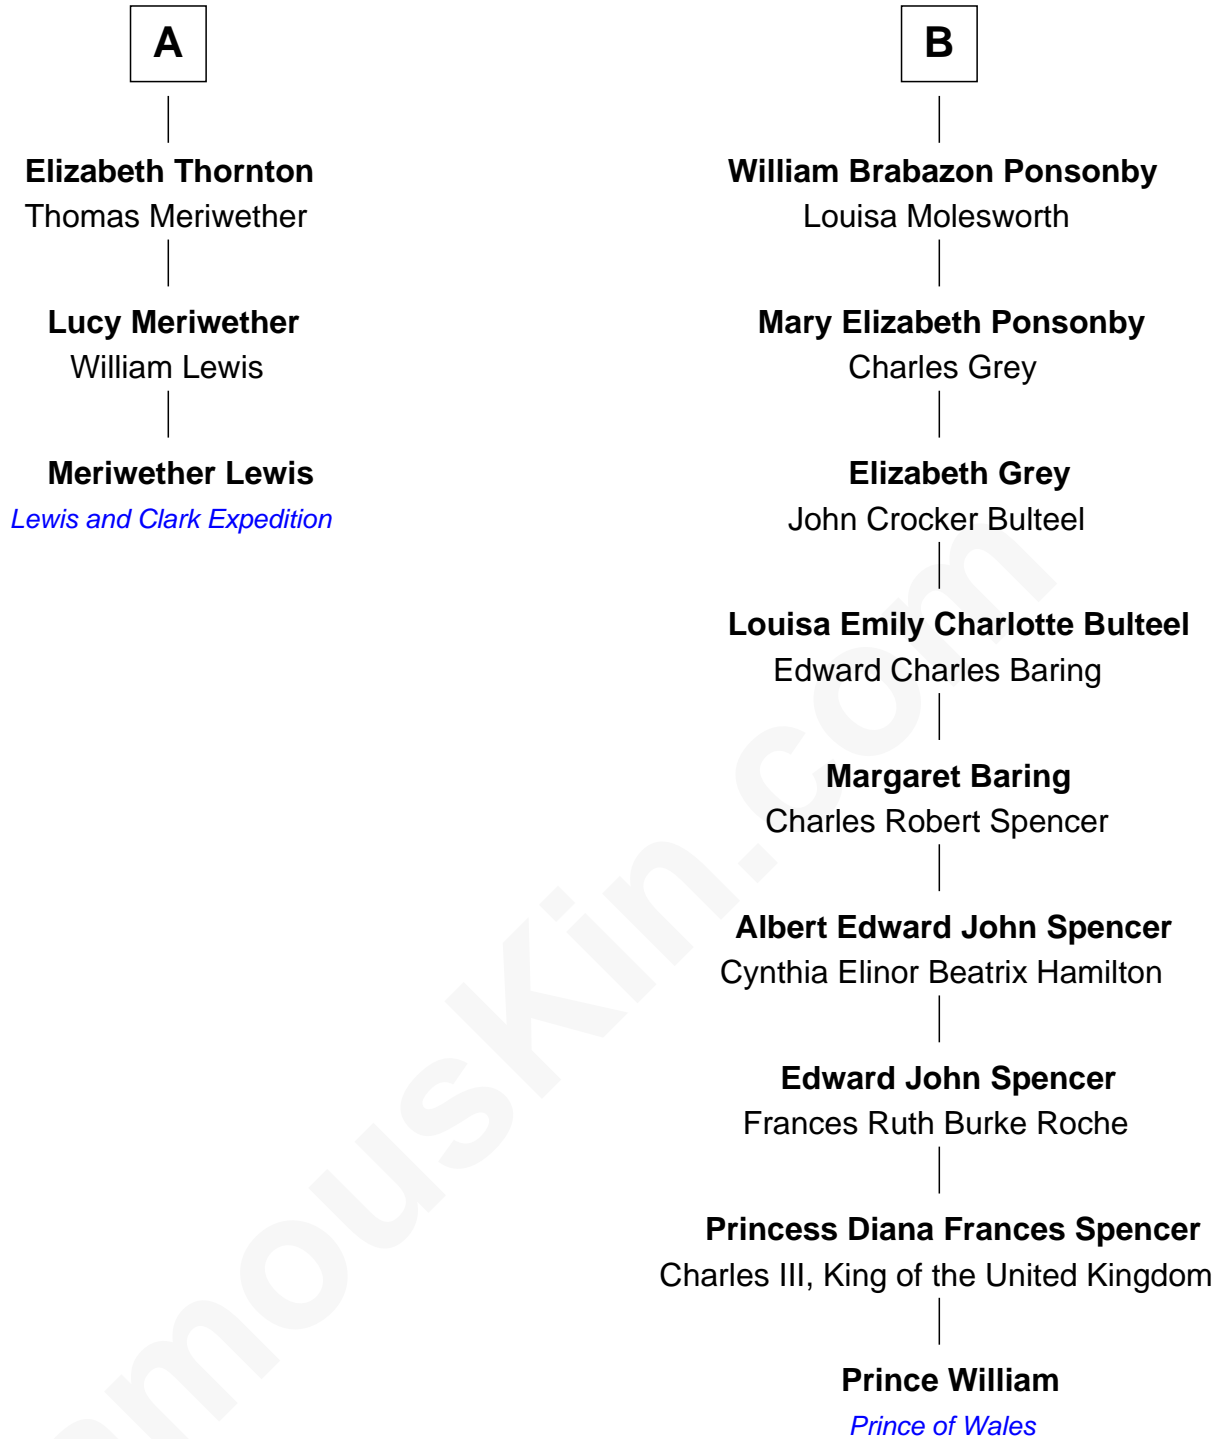 A
Elizabeth Thornton
Thomas Meriwether
Lucy Meriwether
William Lewis
Meriwether Lewis
Lewis and Clark Expedition
B
William Brabazon Ponsonby
Louisa Molesworth
Mary Elizabeth Ponsonby
Charles Grey
Elizabeth Grey
John Crocker Bulteel
Louisa Emily Charlotte Bulteel
Edward Charles Baring
Margaret Baring
Charles Robert Spencer
Albert Edward John Spencer
Cynthia Elinor Beatrix Hamilton
Edward John Spencer
Frances Ruth Burke Roche
Princess Diana Frances Spencer
Charles III, King of the United Kingdom
Prince William
Prince of Wales
amousKin.com